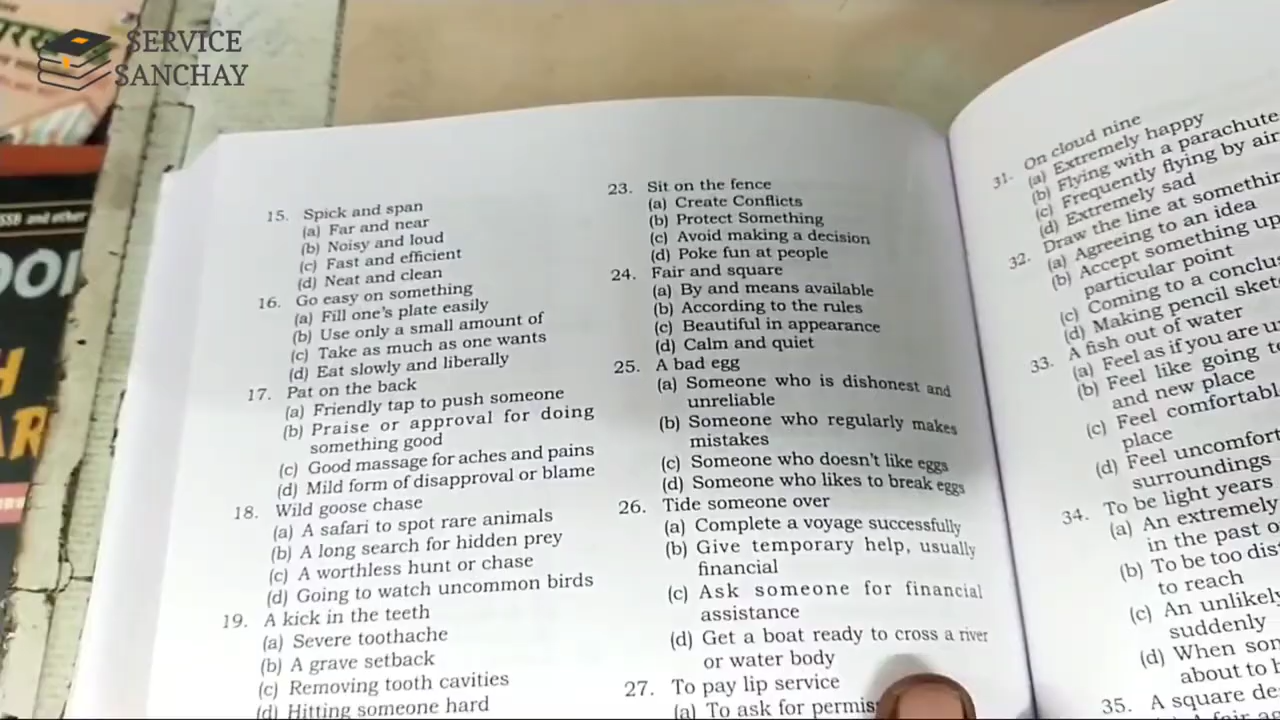 SERVICE
SANCHAY
SSB and other
15. Spick and span
(a) Far and near
(b) Noisy and loud
(c) Fast and efficient
(d) Neat and clean
16. Go easy on something
(a) Fill one's plate easily
(b) Use only a small amount of
(c) Take as much as one wants
(d) Eat slowly and liberally
17. Pat on the back
(a) Friendly tap to push someone
(b) Praise or approval for doing
something good
(c) Good massage for aches and pains
(d) Mild form of disapproval or blame
18. Wild goose chase
(a) A safari to spot rare animals
(b) A long search for hidden prey
(c) A worthless hunt or chase
(d) Going to watch uncommon birds
19. A kick in the teeth
(a) Severe toothache
(b) A grave setback
(c) Removing tooth cavities
(d) Hitting someone hard
23. Sit on the fence
(a) Create Conflicts
(b) Protect Something
(c) Avoid making a decision
(d) Poke fun at people
24. Fair and square
(a) By and means available
(b) According to the rules
(c) Beautiful in appearance
(d) Calm and quiet
25. A bad egg
(a) Someone who is dishonest and
unreliable
(b) Someone who regularly makes
mistakes
(c) Someone who doesn't like eggs
(d) Someone who likes to break eggs
26. Tide someone over
(a) Complete a voyage successfully
(b) Give temporary help, usually
financial
(c) Ask someone for financial
assistance
(d) Get a boat ready to cross a river
or water body
27. To pay lip service
(a) To ask for
31. On cloud nine
(a) Extremely happy
(b) Flying with a parachute
(c) Frequently flying by air
(d) Extremely sad
32. Draw the line at
(a) Agreeing to an idea
(b) Accept something
particular point
(c) Coming to a
(d) Making pencil
33. A fish out of water
(a) Feel as if you are
(b) Feel like going
and new place
(c) Feel
place
(d) Feel
surroundings
34. To be light years
(a) An extremely
in the past
(b) To be too
to reach
(c) An unlikely
suddenly
(d) When
about to
35. A square